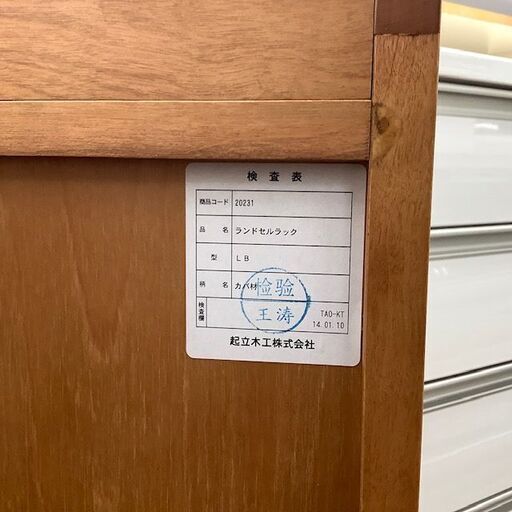 検査表
商品コード 20231
品名 ランドセルラック
型 LB
柄名 カバ材
検査欄
检验
王涛
TAO-KT
14.01.10
起立木工株式会社